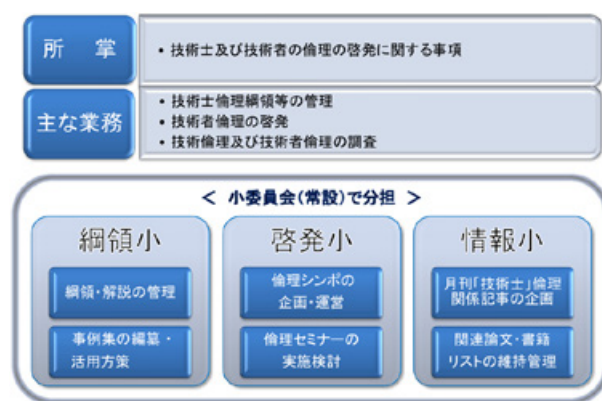 所　掌
・技術士及び技術者の倫理の啓発に関する事項
主な業務
・技術士倫理綱領等の管理
・技術者倫理の啓発
・技術倫理及び技術者倫理の調査
＜ 小委員会(常設)で分担 ＞
綱領小
綱領・解説の管理
事例集の編纂・
活用方策
啓発小
倫理シンポの
企画・運営
倫理セミナーの
実施検討
情報小
月刊「技術士」倫理
関係記事の企画
関連論文・書籍
リストの維持管理